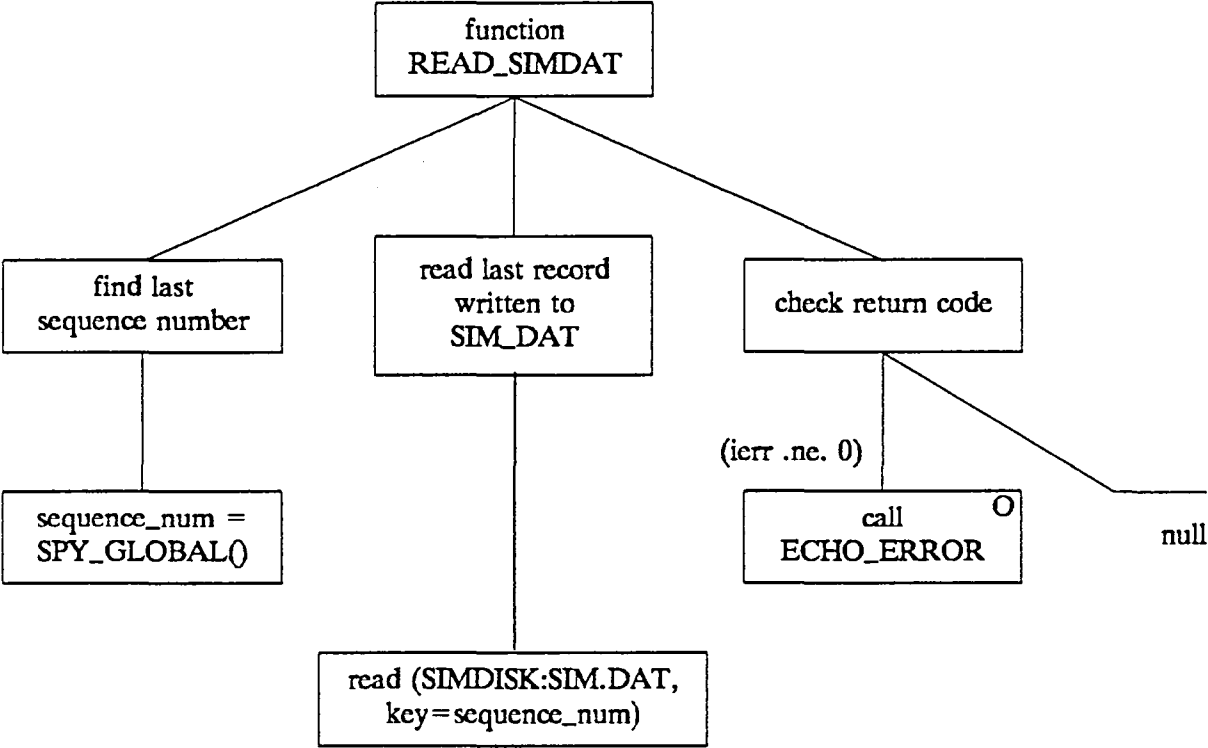 function
READ_SIMDAT
find last
sequence number
read last record
written to
SIM_DAT
check return code
(ierr .ne. 0)
sequence_num =
SPY_GLOBAL()
call
ECHO_ERROR
O
null
read (SIMDISK:SIM.DAT,
key=sequence_num)